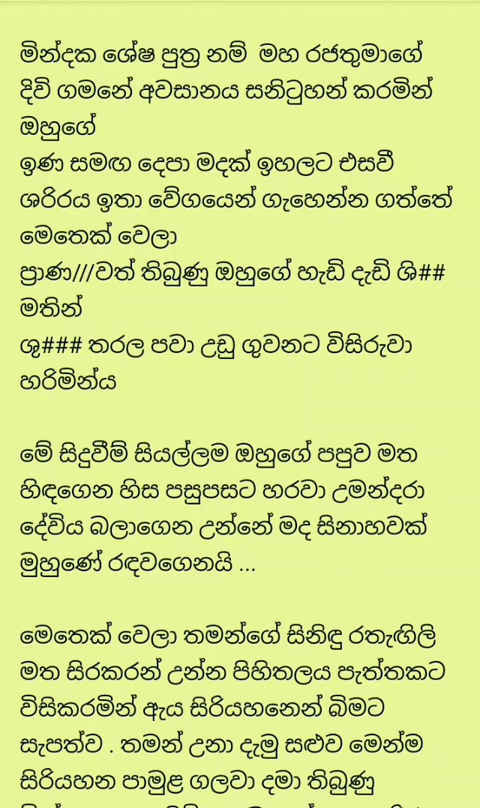 මින්දක ශේෂ පුත්‍ර නම්  මහ රජතුමාගේ
දිවි ගමනේ අවසානය සනිටුහන් කරමින්
ඔහුගේ
ඉණ සමඟ දෙපා මදක් ඉහලට එසවී
ශරිරය ඉතා වේගයෙන් ගැහෙන්න ගත්තේ
මෙතෙක් වෙලා
ප්‍රාණ///වත් තිබුණු ඔහුගේ හැඩි දැඩි ශි##
මතින්
ශු### තරල පවා උඩු ගුවනට විසිරුවා
හරිමින්ය
මේ සිදුවීම් සියල්ලම ඔහුගේ පපුව මත
හිඳගෙන හිස පසුපසට හරවා උමන්දරා
දේවිය බලාගෙන උන්නේ මද සිනාහවක්
මුහුණේ රඳවගෙනයි ...
මෙතෙක් වෙලා තමන්ගේ සිනිඳු රතැඟිලි
මත සිරකරන් උන්න පිහිතලය පැත්තකට
විසිකරමින් ඇය සිරියහනෙන් බිමට
සැපත්ව . තමන් උනා දැමු සළුව මෙන්ම
සිරියහන පාමුළ ගලවා දමා තිබුණු